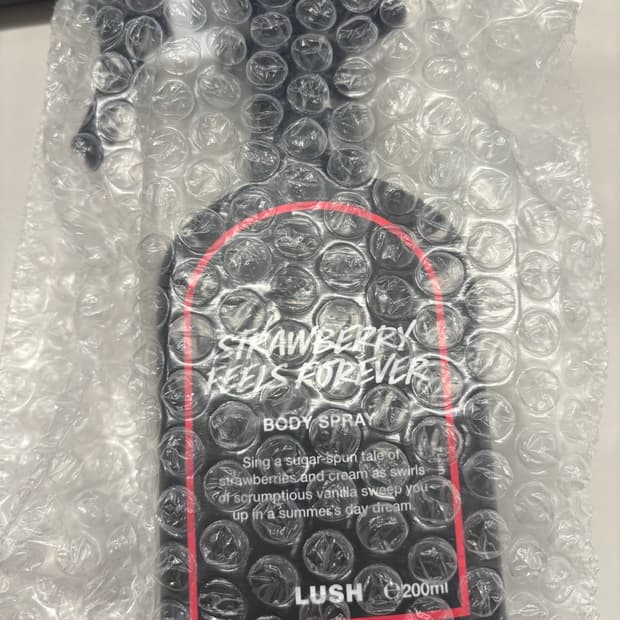 STRAWBERRY
FEELS FOREVER
BODY SPRAY
Sing a sugar-spun tale of
strawberries and cream as swirls
of scrumptious vanilla sweep you
up in a summer's day dream.
LUSH ℮200ml